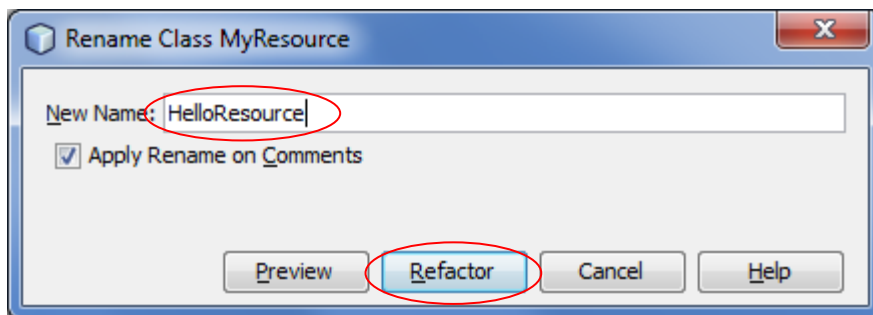 Rename Class MyResource
New Name: HelloResource
Apply Rename on Comments
Preview Refactor Cancel Help